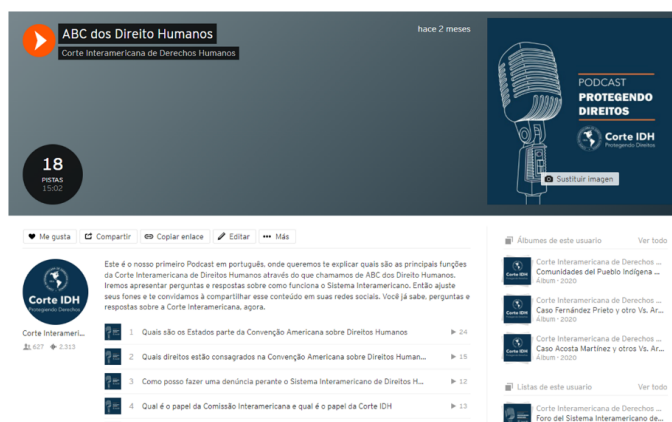 ABC dos Direito Humanos
Corte Interamericana de Derechos Humanos
hace 2 meses
18
PISTAS
15:02
PODCAST
PROTEGENDO
DIREITOS
Corte IDH
Protegendo Direitos
Sustituir imagen
Me gusta
Compartir
Copiar enlace
Editar
Más
Corte IDH
Protegiendo Derechos
Corte Interameri...
627
2.313
Este é o nosso primeiro Podcast em português, onde queremos te explicar quais são as principais funções
da Corte Interamericana de Direitos Humanos através do que chamamos de ABC dos Direito Humanos.
Iremos apresentar perguntas e respostas sobre como funciona o Sistema Interamericano. Então ajuste
seus fones e te convidamos à compartilhar esse conteúdo em suas redes sociais. Você já sabe, perguntas e
respostas sobre a Corte Interamericana, agora.
1 Quais são os Estados parte da Convenção Americana sobre Direitos Humanos 24
2 Quais direitos estão consagrados na Convenção Americana sobre Direitos Human... 15
3 Como posso fazer uma denúncia perante o Sistema Interamericano de Direitos H... 12
4 Qual é o papel da Comissão Interamericana e qual é o papel da Corte IDH 13
Álbumes de este usuario
Ver todo
Corte IDH
Corte Interamericana de Derechos ...
Comunidades del Pueblo Indígena ...
Álbum · 2020
Corte IDH
Corte Interamericana de Derechos ...
Caso Fernández Prieto y otro Vs. Ar...
Álbum · 2020
Corte IDH
Corte Interamericana de Derechos ...
Caso Acosta Martínez y otros Vs. Ar...
Álbum · 2020
Listas de este usuario
Ver todo
Corte Interamericana de Derechos ...
Foro del Sistema Interamericano de...